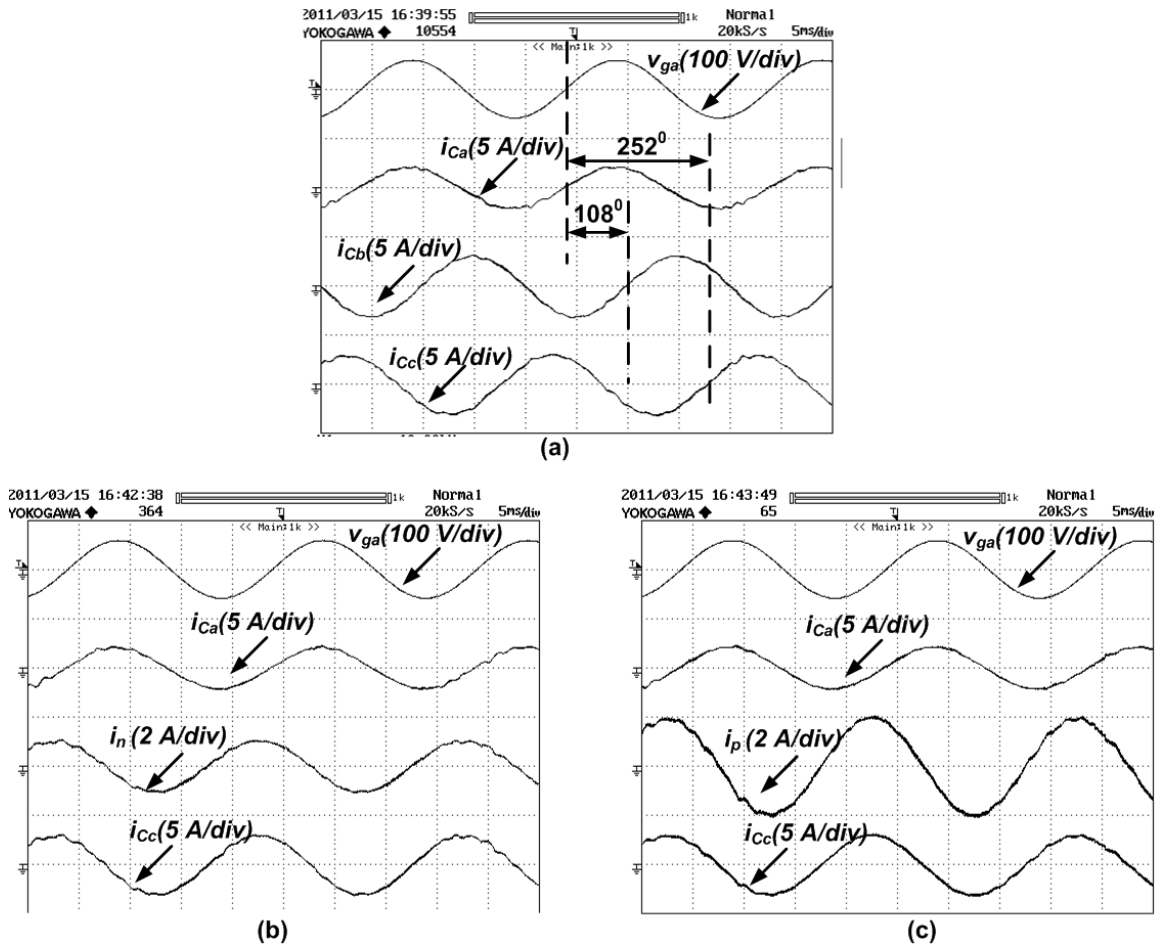 2011/03/15 16:39:55 1k Normal
YOKOGAWA ◆ 10554 20kS/s 5ms/div
<< Main:1k >>
v_ga(100 V/div)
i_Ca(5 A/div)
252⁰
108⁰
i_Cb(5 A/div)
i_Cc(5 A/div)
(a)
2011/03/15 16:42:38 1k Normal
YOKOGAWA ◆ 364 20kS/s 5ms/div
<< Main:1k >>
v_ga(100 V/div)
i_Ca(5 A/div)
i_n (2 A/div)
i_Cc(5 A/div)
(b)
2011/03/15 16:43:49 1k Normal
YOKOGAWA ◆ 65 20kS/s 5ms/div
<< Main:1k >>
v_ga(100 V/div)
i_Ca(5 A/div)
i_p (2 A/div)
i_Cc(5 A/div)
(c)